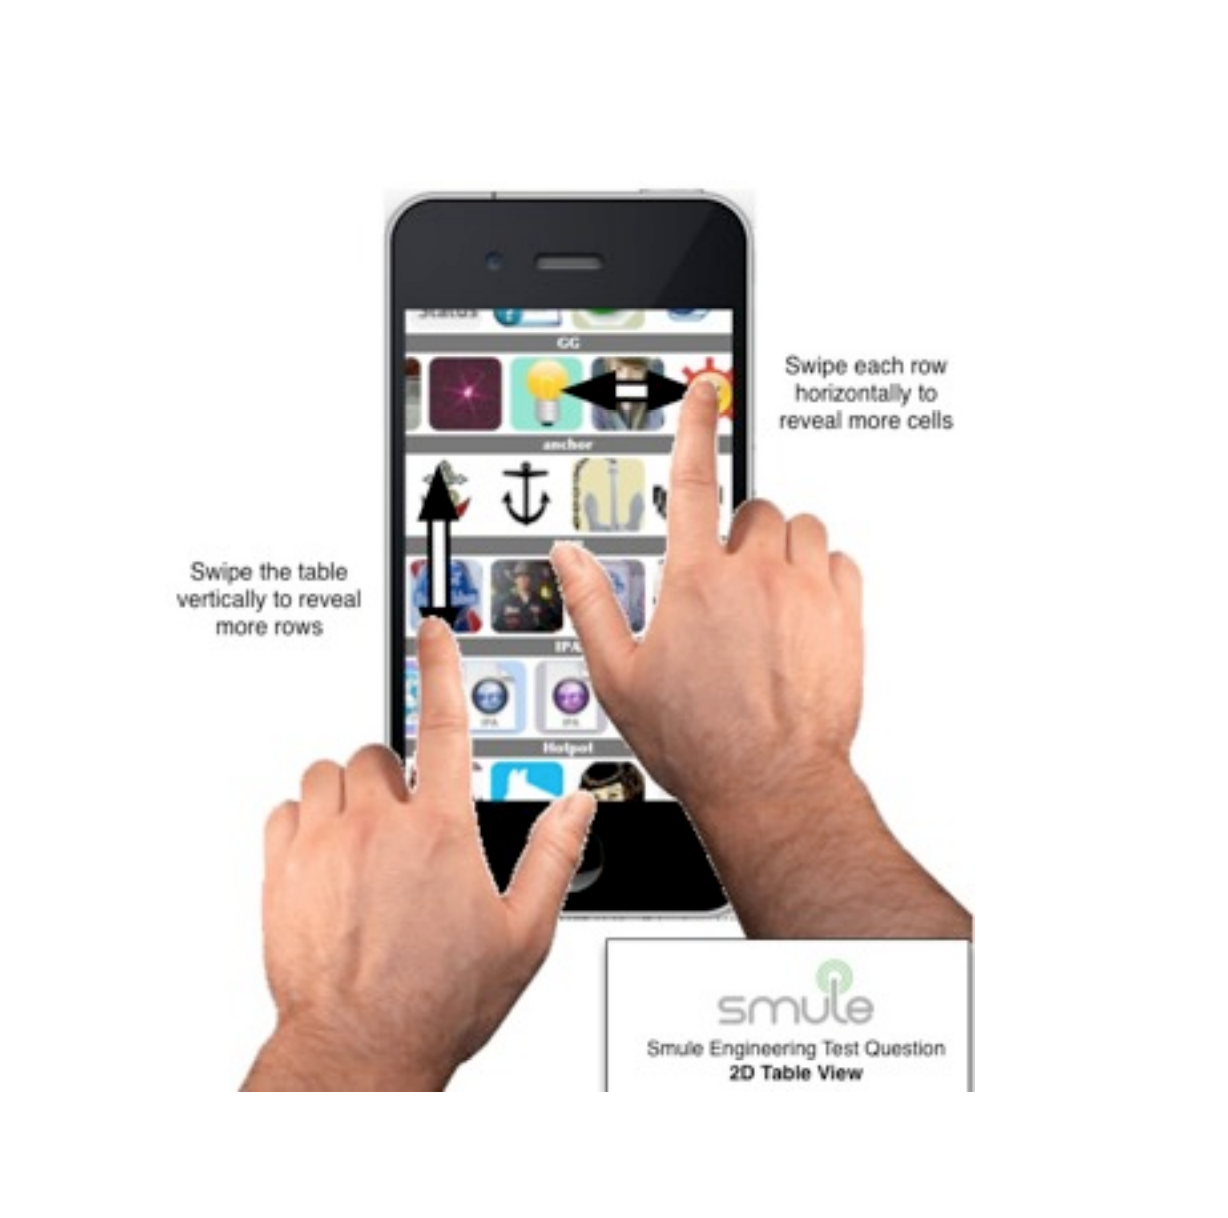 Status
GG
Swipe each row
horizontally to
reveal more cells
anchor
Swipe the table
vertically to reveal
more rows
IPA
IPA
IPA
Hotpot
smule
Smule Engineering Test Question
2D Table View